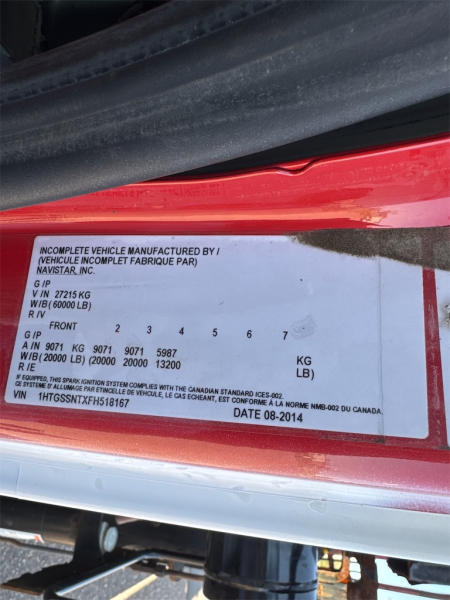 INCOMPLETE VEHICLE MANUFACTURED BY /
(VEHICULE INCOMPLET FABRIQUE PAR)
NAVISTAR, INC.
G/P
V/N 27215 KG
W/B (60000 LB)
R/V
FRONT 2 3 4 5 6 7
G/P
A/N 9071 KG 9071 9071 5987 KG
W/B (20000 LB) (20000 20000 13200 LB)
R/E
IF EQUIPPED, THIS SPARK IGNITION SYSTEM COMPLIES WITH THE CANADIAN STANDARD ICES-002.
CE SYSTEME D'ALLUMAGE PAR ETINCELLE DE VEHICULE, LE CAS ECHEANT, EST CONFORME À LA NORME NMB-002 DU CANADA.
VIN 1HTGSSNTXFH518167 DATE 08-2014